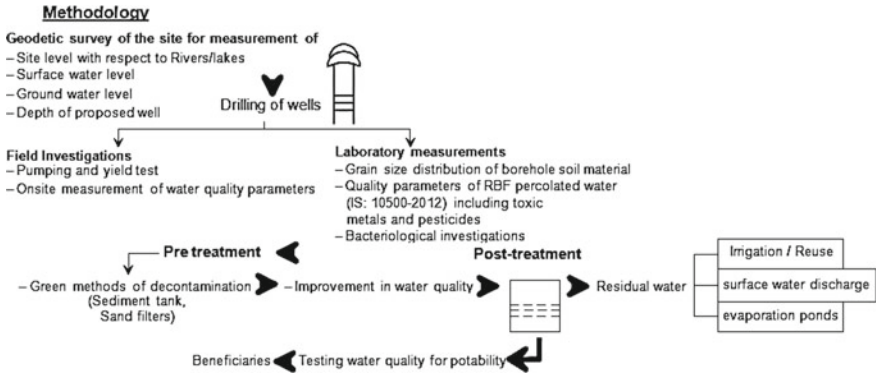 Methodology
Geodetic survey of the site for measurement of
– Site level with respect to Rivers/lakes
– Surface water level
– Ground water level
– Depth of proposed well
Drilling of wells
Field Investigations
– Pumping and yield test
– Onsite measurement of water quality parameters
Laboratory measurements
– Grain size distribution of borehole soil material
– Quality parameters of RBF percolated water
(IS: 10500-2012) including toxic
metals and pesticides
– Bacteriological investigations
Pre treatment
Post-treatment
– Green methods of decontamination
(Sediment tank,
Sand filters)
– Improvement in water quality
Residual water
Irrigation / Reuse
surface water discharge
evaporation ponds
Beneficiaries
Testing water quality for potability